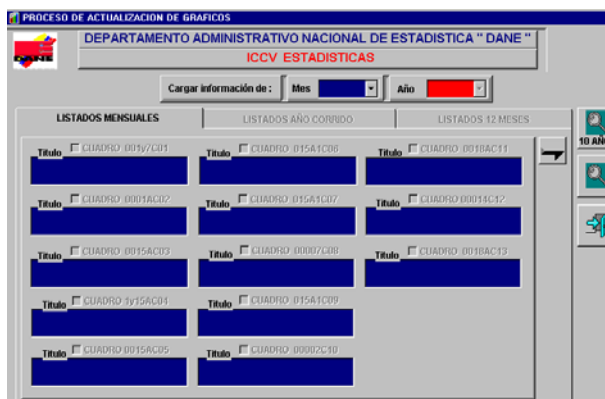 PROCESO DE ACTUALIZACION DE GRAFICOS
DANE
DEPARTAMENTO ADMINISTRATIVO NACIONAL DE ESTADISTICA " DANE "
ICCV ESTADISTICAS
Cargar información de : Mes Año
LISTADOS MENSUALES LISTADOS AÑO CORRIDO LISTADOS 12 MESES
10 AÑO
Titulo CUADRO 001y7C01 Titulo CUADRO 015A1C06 Titulo CUADRO 0018AC11
Titulo CUADRO 0001AC02 Titulo CUADRO 015A1C07 Titulo CUADRO 00014C12
Titulo CUADRO 0015AC03 Titulo CUADRO 00007C08 Titulo CUADRO 0018AC13
Titulo CUADRO 1y15AC04 Titulo CUADRO 015A1C09
Titulo CUADRO 0015AC05 Titulo CUADRO 00002C10